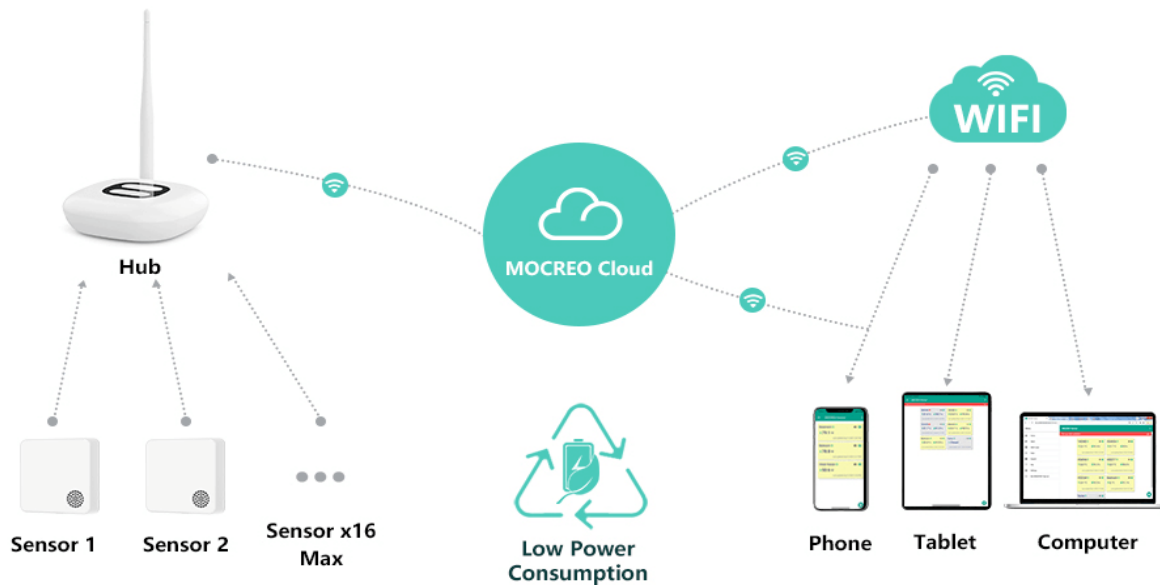 WIFI
MOCREO Cloud
Hub
Sensor 1
Sensor 2
Sensor x16
Max
Low Power
Consumption
Phone
Tablet
Computer